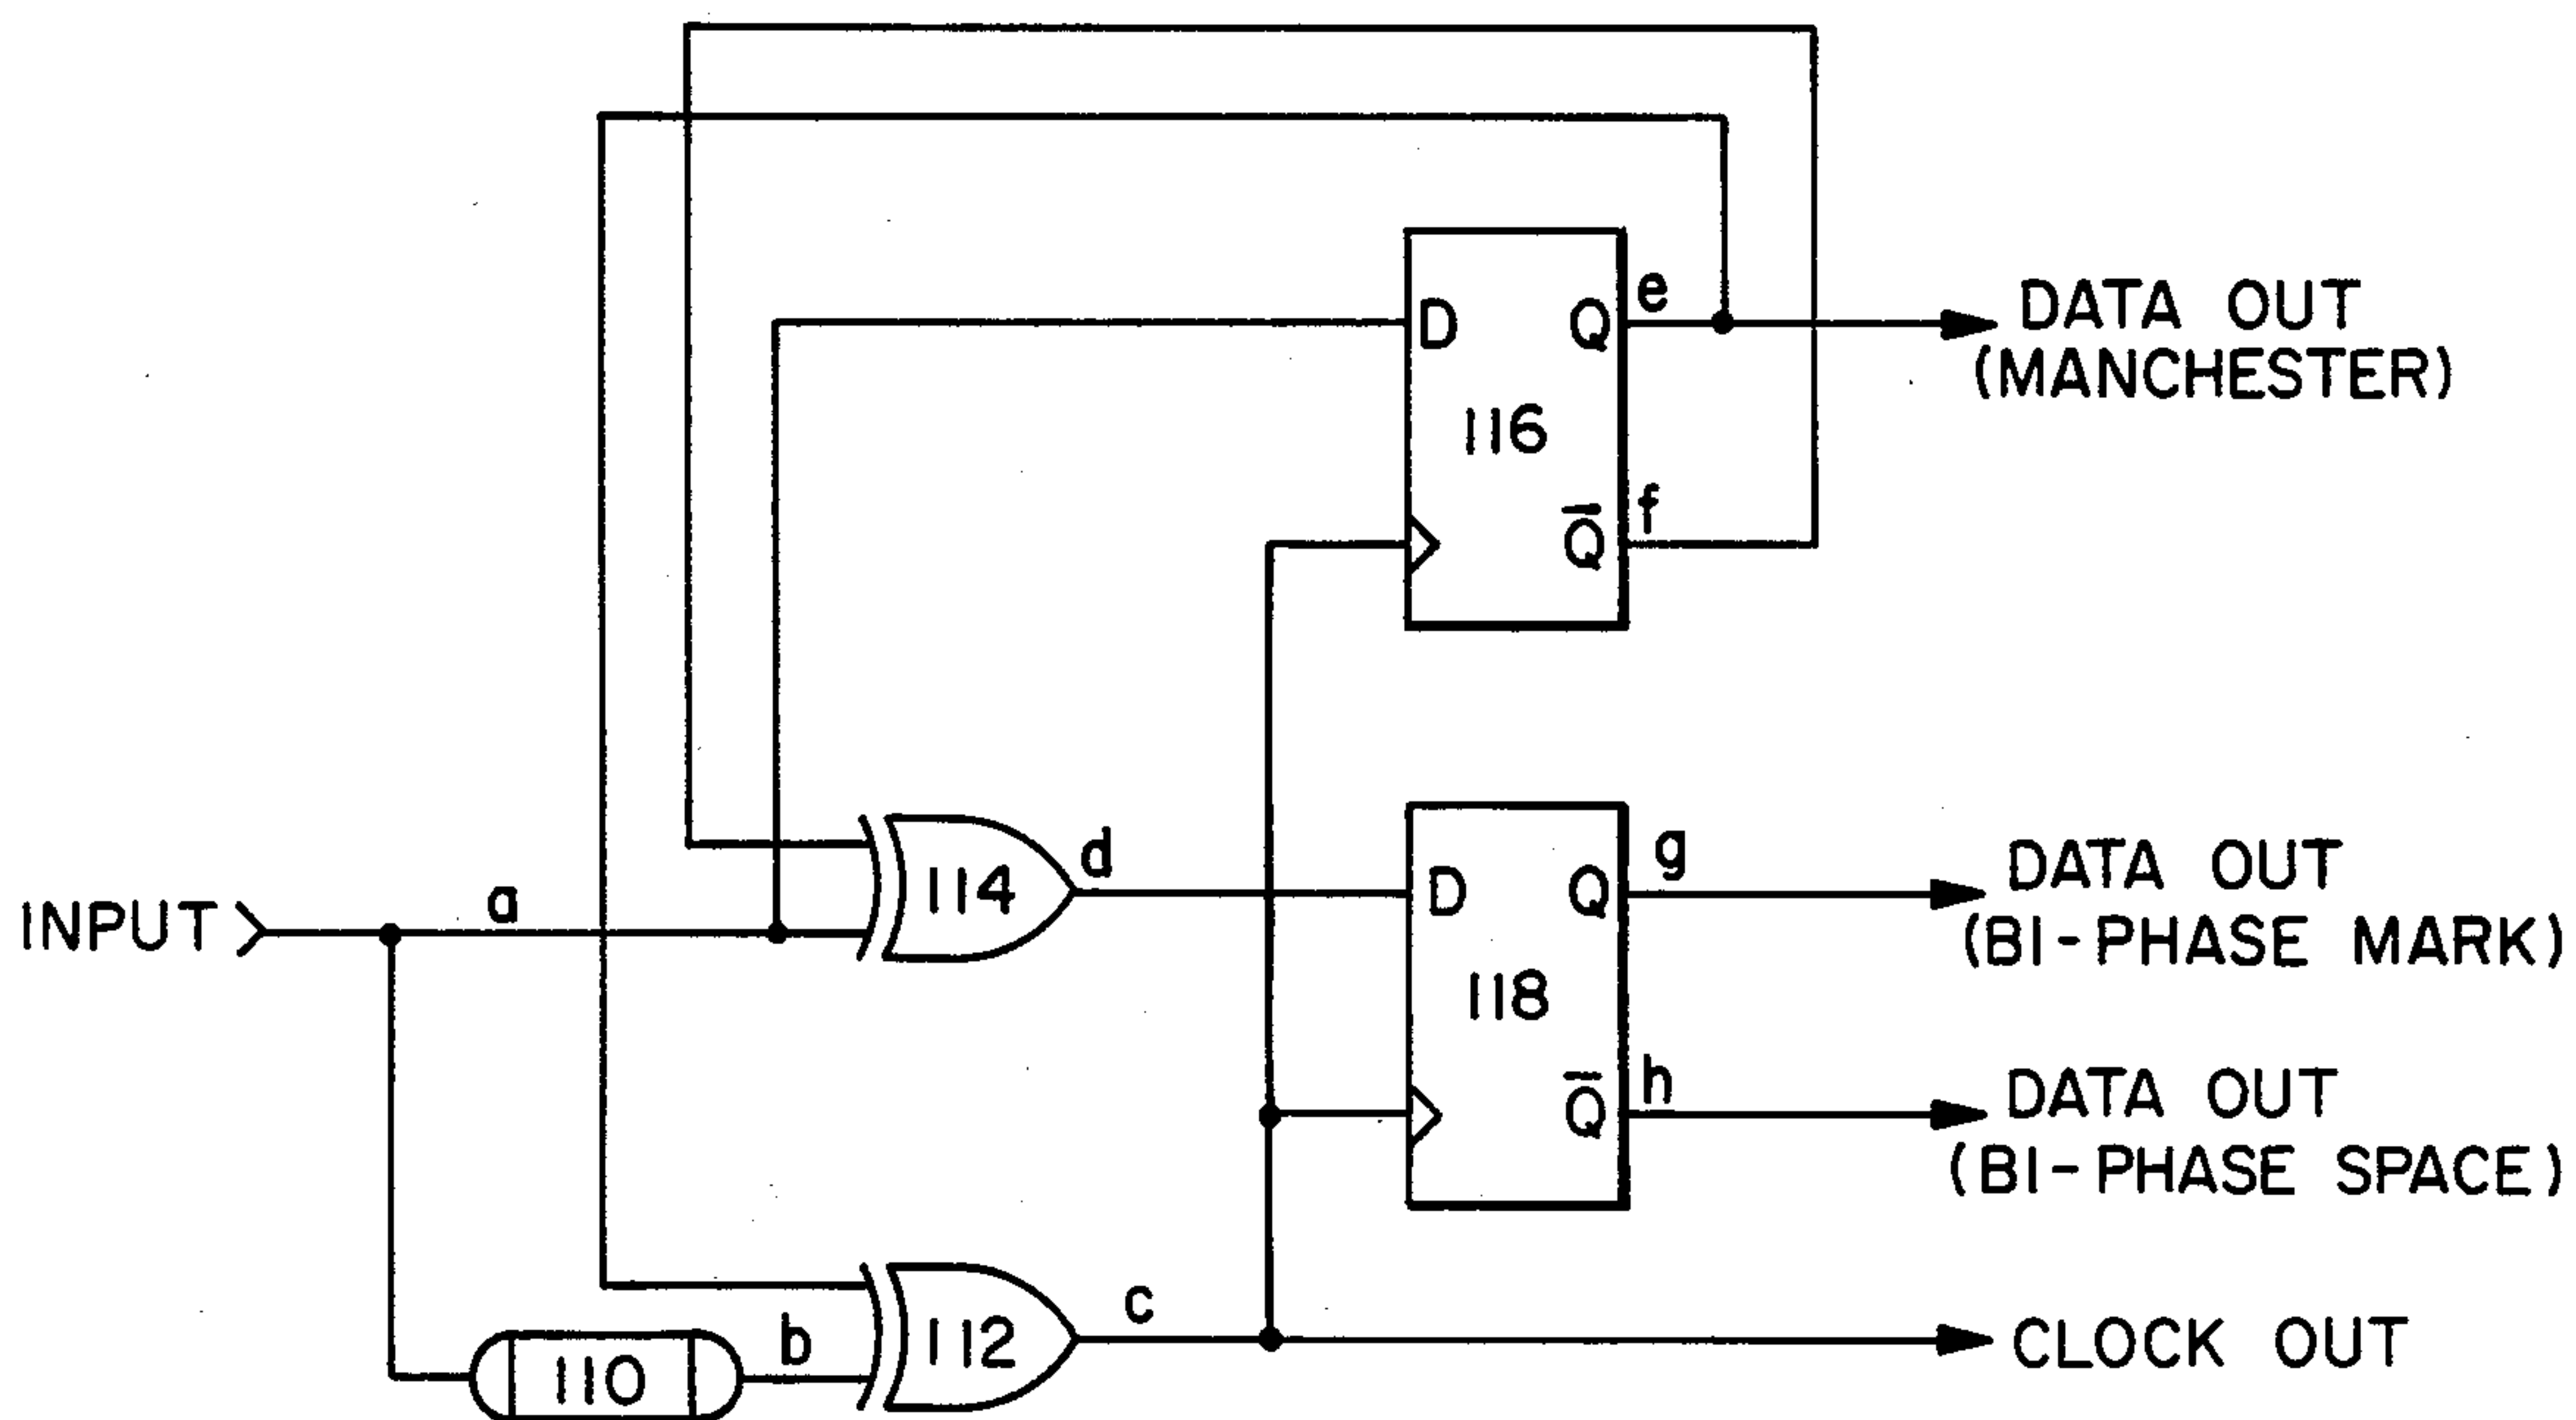 e
DATA OUT
(MANCHESTER)
D
Q
116
f
Q̅
DATA OUT
(BI-PHASE MARK)
g
d
114
D
Q
INPUT
a
118
h
Q̅
DATA OUT
(BI-PHASE SPACE)
c
b
112
CLOCK OUT
110